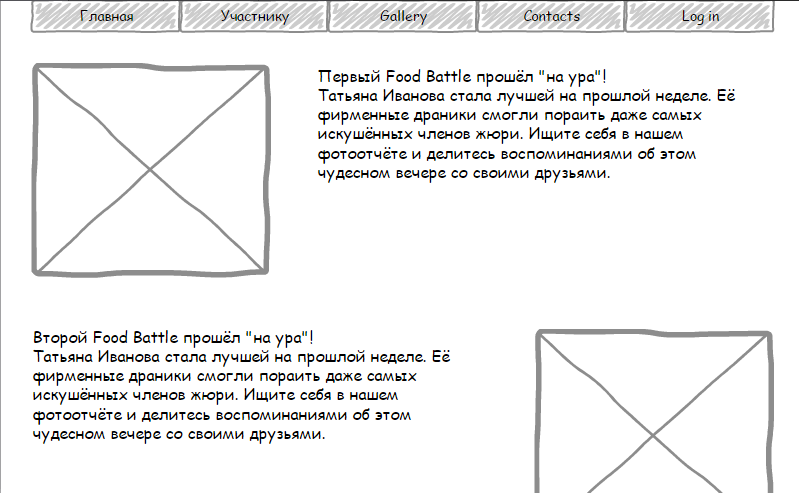 Главная Участнику Gallery Contacts Log in
Первый Food Battle прошёл "на ура"!
Татьяна Иванова стала лучшей на прошлой неделе. Её
фирменные драники смогли пораить даже самых
искушённых членов жюри. Ищите себя в нашем
фотоотчёте и делитесь воспоминаниями об этом
чудесном вечере со своими друзьями.
Второй Food Battle прошёл "на ура"!
Татьяна Иванова стала лучшей на прошлой неделе. Её
фирменные драники смогли пораить даже самых
искушённых членов жюри. Ищите себя в нашем
фотоотчёте и делитесь воспоминаниями об этом
чудесном вечере со своими друзьями.